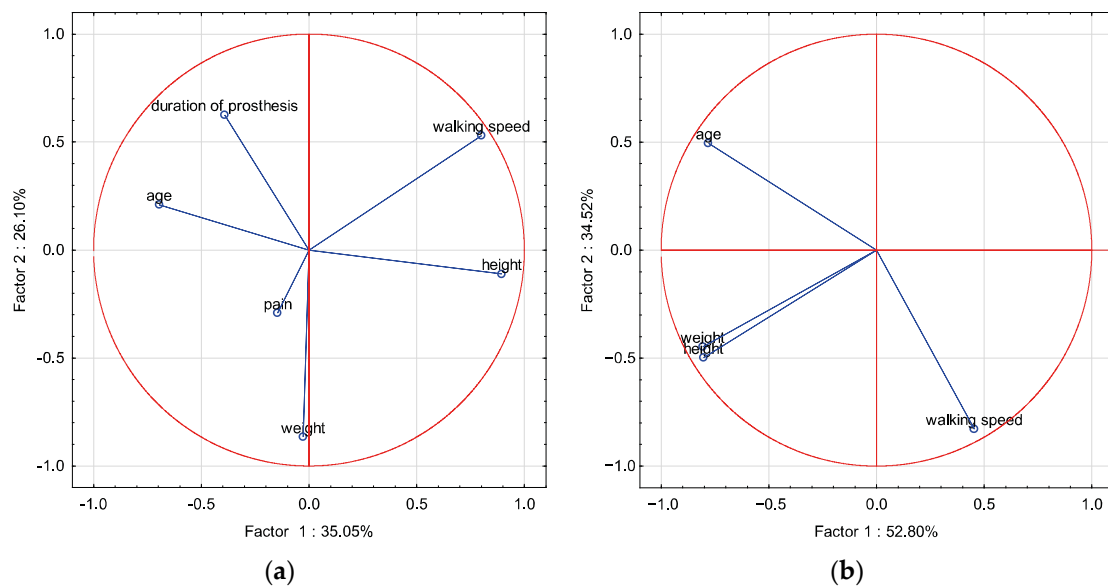 1.0
0.5
0.0
−0.5
−1.0
Factor 2 : 26.10%
duration of prosthesis
walking speed
age
height
pain
weight
-1.0
-0.5
0.0
0.5
1.0
Factor 1 : 35.05%
(a)
1.0
0.5
0.0
−0.5
−1.0
Factor 2 : 34.52%
age
weight
height
walking speed
−1.0
−0.5
0.0
0.5
1.0
Factor 1 : 52.80%
(b)